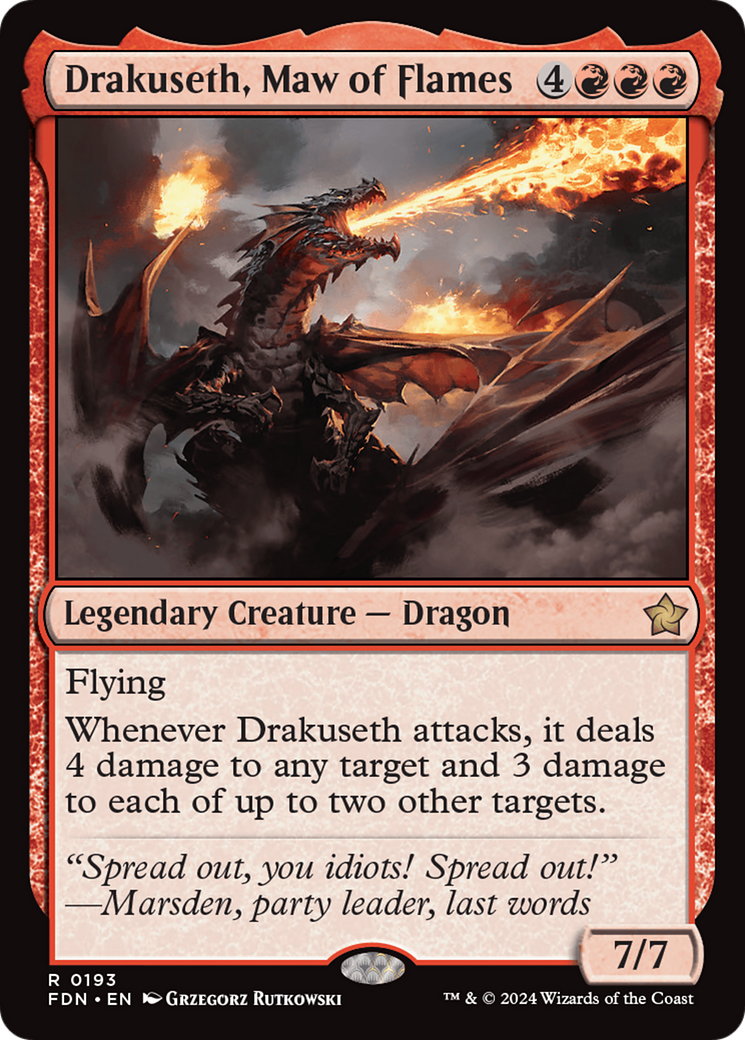 Drakuseth, Maw of Flames 4
Legendary Creature — Dragon
Flying
Whenever Drakuseth attacks, it deals
4 damage to any target and 3 damage
to each of up to two other targets.
“Spread out, you idiots! Spread out!”
—Marsden, party leader, last words
7/7
R 0193
FDN • EN Grzegorz Rutkowski
™ & © 2024 Wizards of the Coast